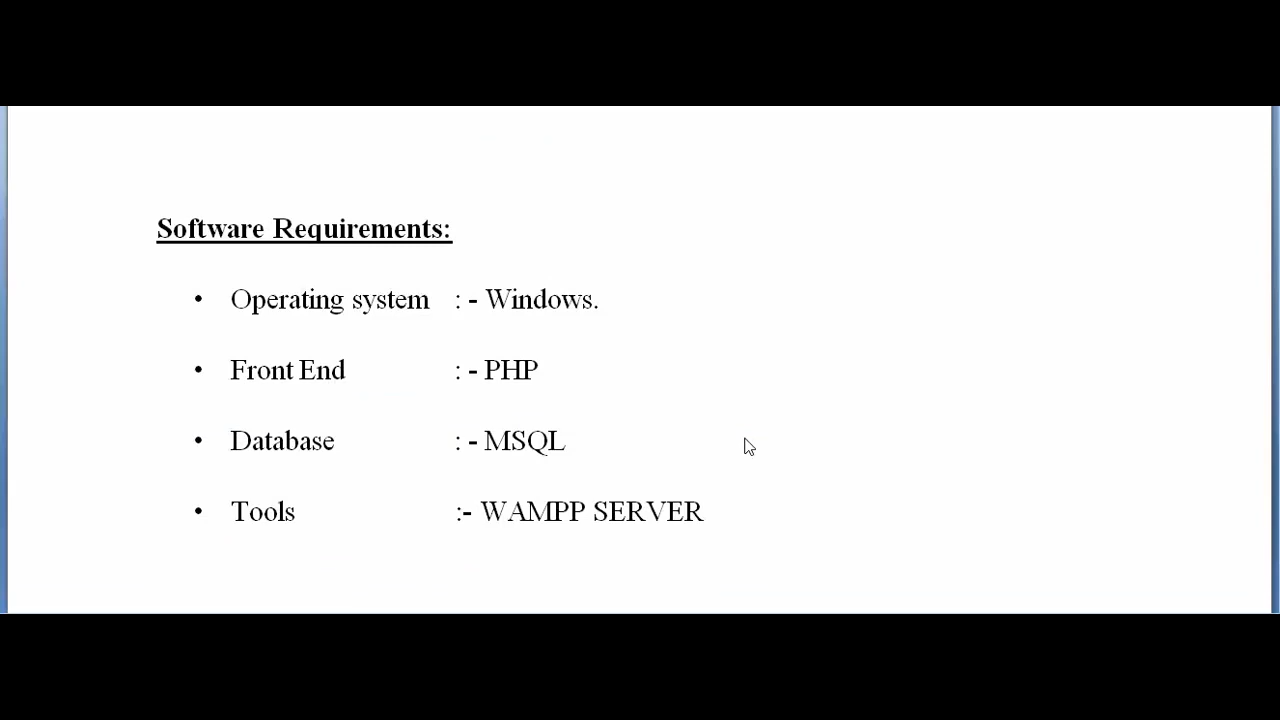 Software Requirements:
• Operating system : - Windows.
• Front End : - PHP
• Database : - MSQL
• Tools :- WAMPP SERVER